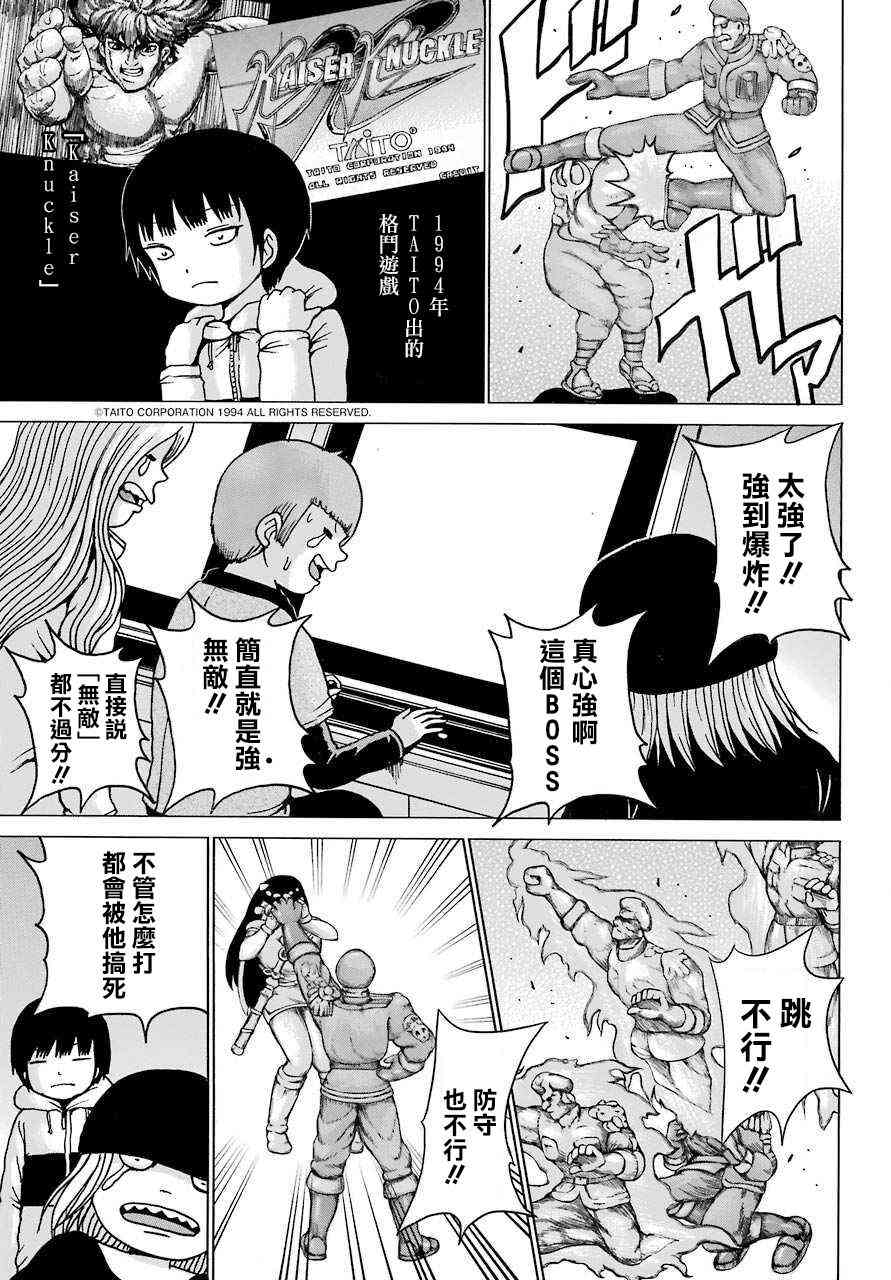 ドガァ
KAISER KNUCKLE
TAITO®
TAITO CORPORATION 1994
ALL RIGHTS RESERVED
CREDIT
1994年
TAITO出的
格鬥遊戲
『Kaiser
Knuckle』
©TAITO CORPORATION 1994 ALL RIGHTS RESERVED.
太強了!!
強到爆炸!!
真心強啊
這個BOSS
簡直就是強·
無敵!!
直接說
「無敵」
都不過分!!
跳
不行!!
防守
也不行!!
不管怎麼打
都會被他搞死